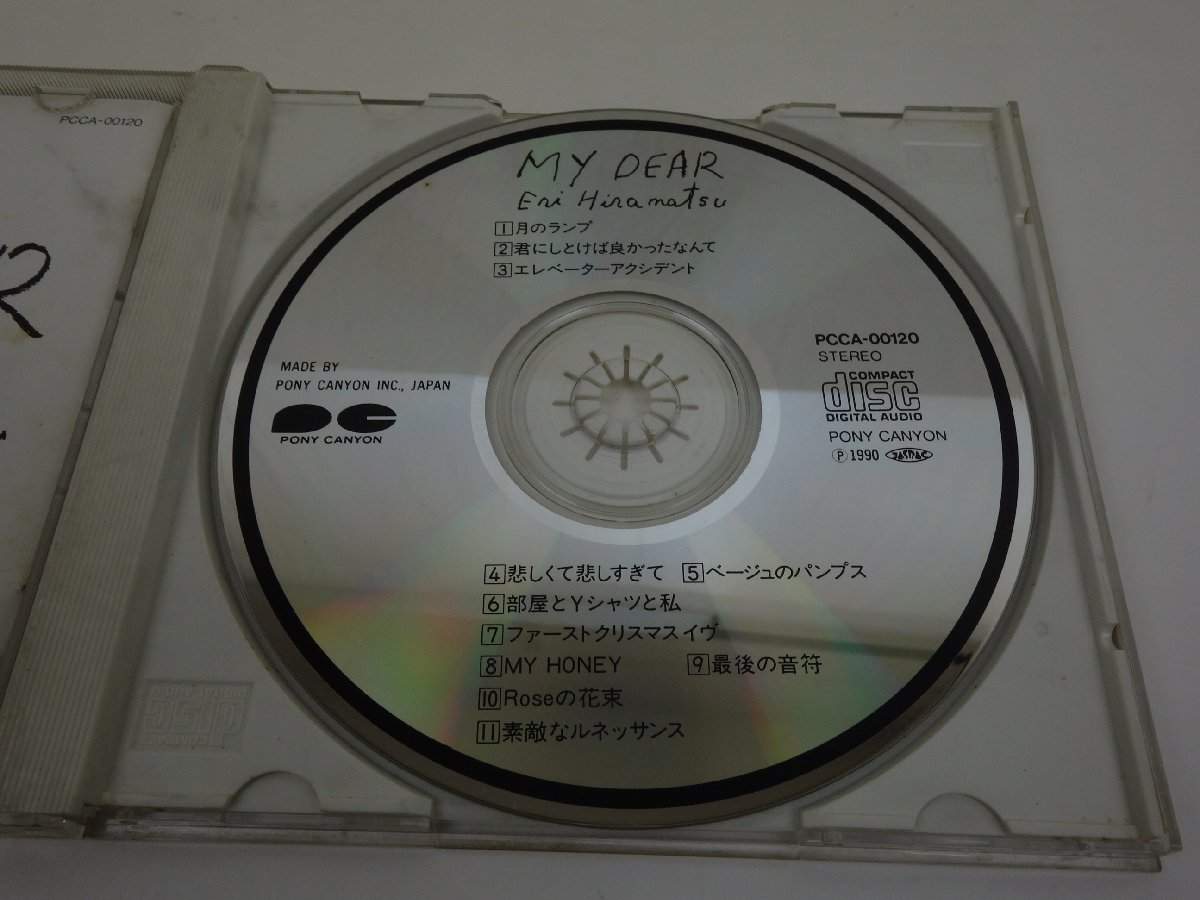 PCCA-00120
R
MY DEAR
Eri Hiramatsu
1 月のランプ
2 君にしとけば良かったなんて
3 エレベーターアクシデント
MADE BY
PONY CANYON INC., JAPAN
PONY CANYON
PCCA-00120
STEREO
COMPACT
disc
DIGITAL AUDIO
PONY CANYON
Ⓟ1990 JASRAC
4 悲しくて悲しすぎて 5 ベージュのパンプス
6 部屋とYシャツと私
7 ファーストクリスマスイヴ
8 MY HONEY 9 最後の音符
10 Roseの花束
11 素敵なルネッサンス